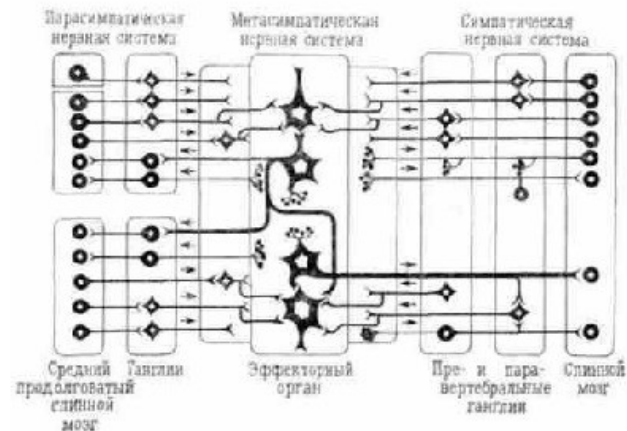 Парасимпатическая
нервная система
Метасимпатическая
нервная система
Симпатическая
нервная система
Средний
продолговатый
спинной
мозг
Ганглии
Эффекторный
орган
Пре- и пара-
вертебральные
ганглии
Спинной
мозг